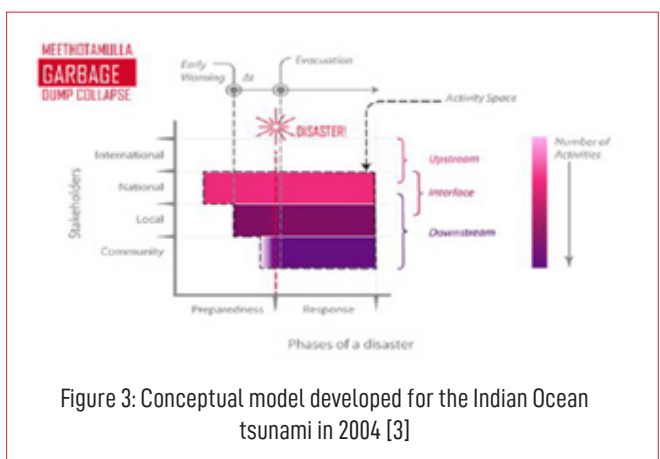 MEETHOTAMULLA
GARBAGE
DUMP COLLAPSE
Early
Warning
Δt
Evacuation
Activity Space
DISASTER!
Number of
Activities
International
National
Local
Community
Stakeholders
Upstream
Interface
Downstream
Preparedness
Response
Phases of a disaster
Figure 3: Conceptual model developed for the Indian Ocean
tsunami in 2004 [3]